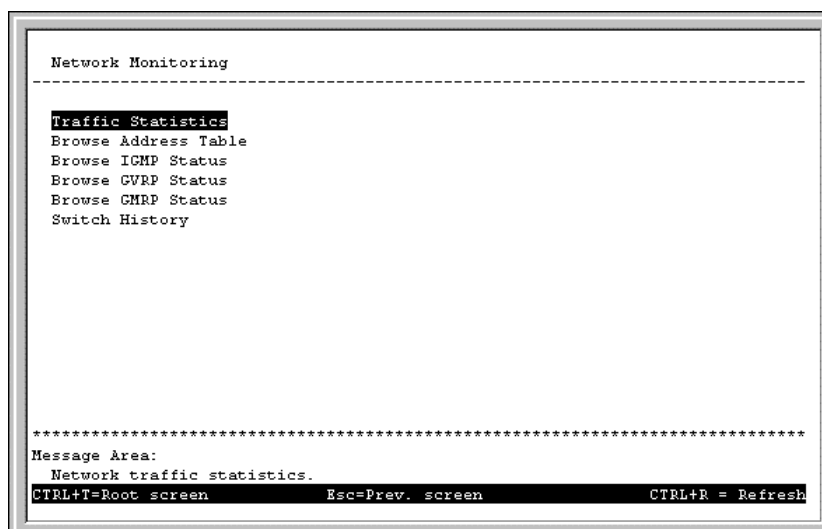 Network Monitoring
--------------------------------------------------------------------------------
Traffic Statistics
Browse Address Table
Browse IGMP Status
Browse GVRP Status
Browse GMRP Status
Switch History
********************************************************************************
Message Area:
Network traffic statistics.
CTRL+T=Root screen Esc=Prev. screen CTRL+R = Refresh